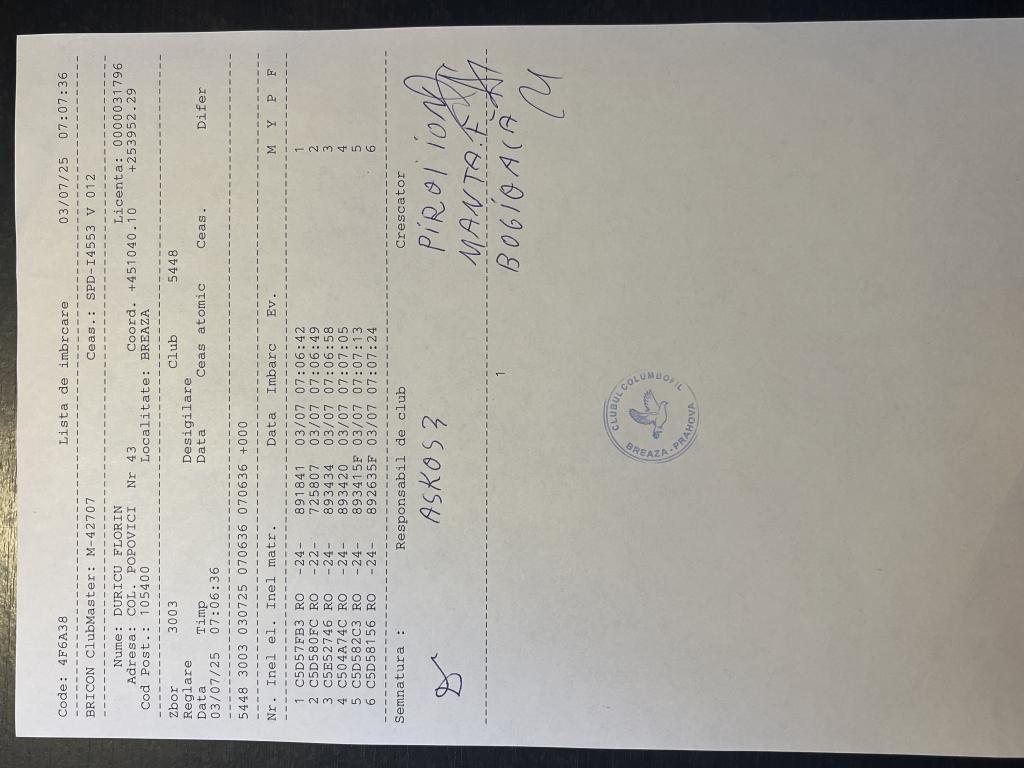 Code: 4F6A38 Lista de imbrcare 03/07/25 07:07:36
BRICON ClubMaster: M-42707 Ceas.: SPD-I4553 V 012
Nume: DURICU FLORIN Licenta: 0000031796
Adresa: COL. POPOVICI Nr 43 Coord. +451040.10 +253952.29
Cod Post.: 105400 Localitate: BREAZA
Zbor 3003 Club 5448
Reglare Desigilare
Data Timp Data Ceas atomic Ceas. Difer
03/07/25 07:06:36
5448 3003 030725 070636 070636 +000
Nr. Inel el. Inel matr. Data Imbarc Ev. M Y P F
1 C5D57FB3 RO -24- 891841 03/07 07:06:42 1
2 C5D580FC RO -22- 725807 03/07 07:06:49 2
3 C5E52746 RO -24- 893434 03/07 07:06:58 3
4 C504A74C RO -24- 893420 03/07 07:07:05 4
5 C5D582C3 RO -24- 893415F 03/07 07:07:13 5
6 C5D58156 RO -24- 892635F 03/07 07:07:24 6
Semnatura : Responsabil de club Crescator
ASKOS3 PIROI ION
MANTA.F
BOGIOACA
1
CLUBUL COLUMBOFIL
BREAZA-PRAHOVA